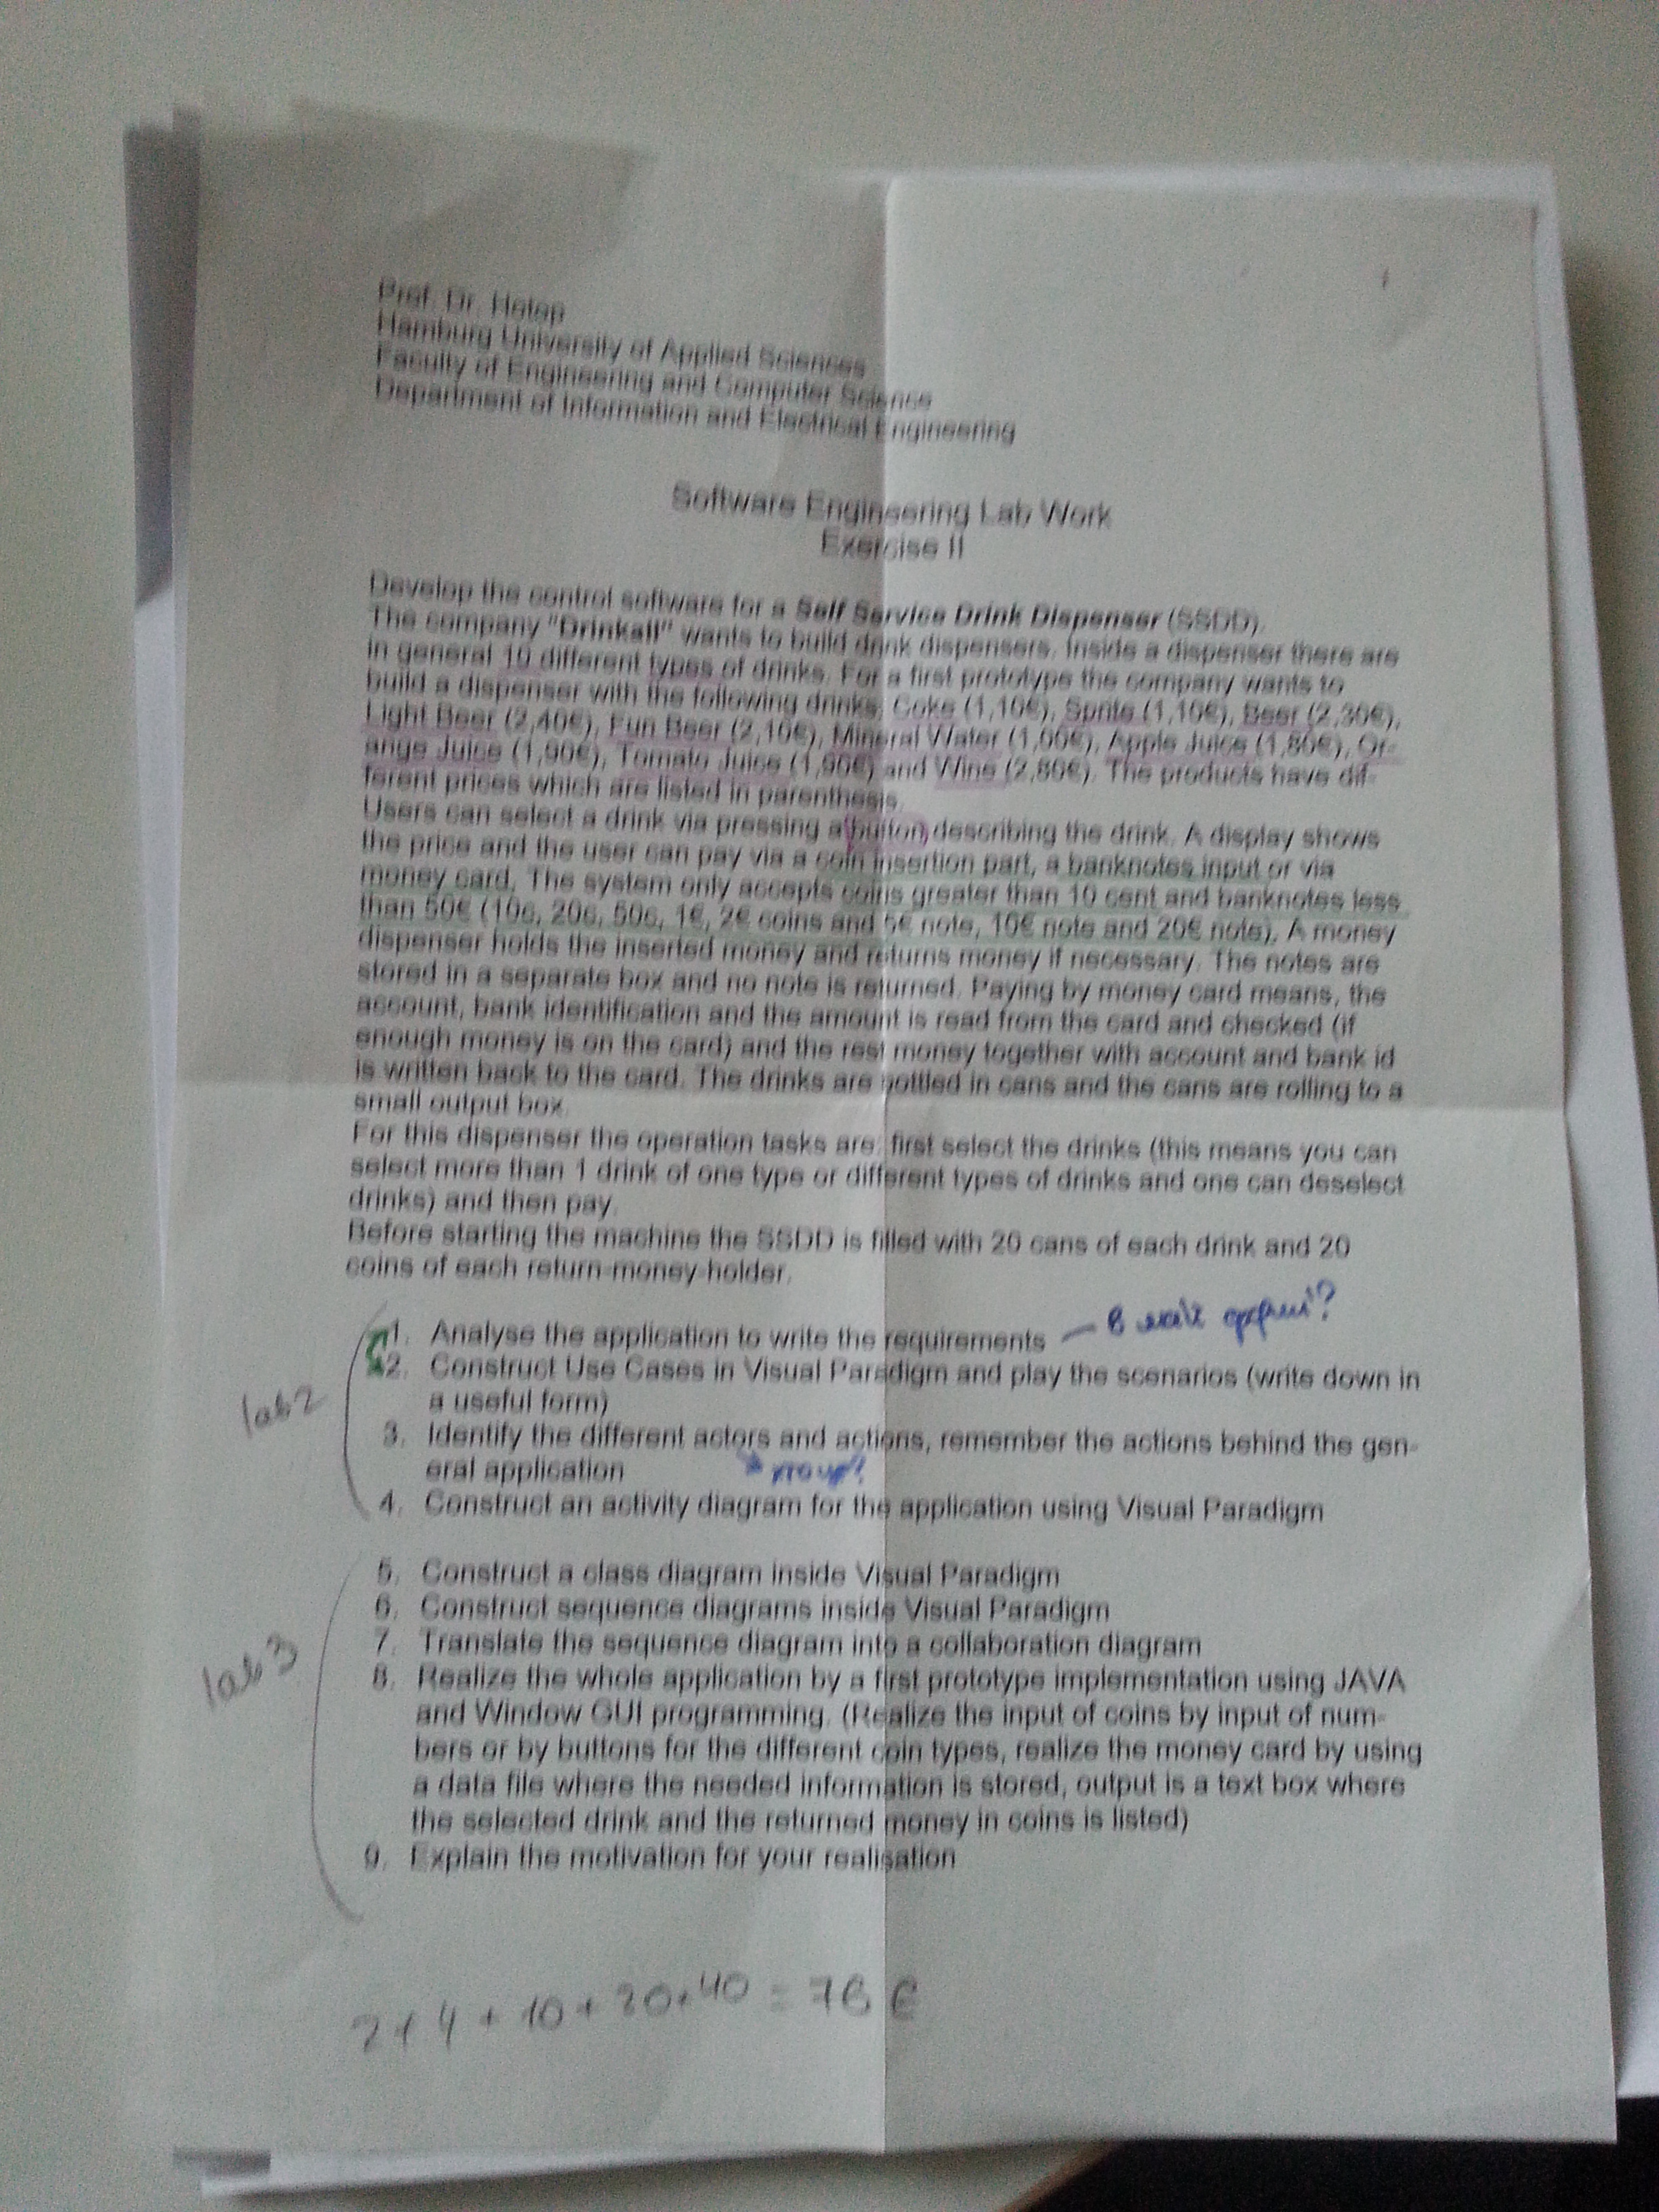 Prof. Dr. Hotop
Hamburg University of Applied Sciences
Faculty of Engineering and Computer Science
Department of Information and Electrical Engineering
Software Engineering Lab Work
Exercise II
Develop the control software for a Self Service Drink Dispenser (SSDD).
The company "Drinkall" wants to build drink dispensers. Inside a dispenser there are
in general 10 different types of drinks. For a first prototype the company wants to
build a dispenser with the following drinks: Coke (1,10€), Sprite (1,10€), Beer (2,30€),
Light Beer (2,40€), Fun Beer (2,10€), Mineral Water (1,00€), Apple Juice (1,80€), Or-
ange Juice (1,90€), Tomato Juice (1,90€) and Wine (2,80€). The products have dif-
ferent prices which are listed in parenthesis.
Users can select a drink via pressing a button describing the drink. A display shows
the price and the user can pay via a coin insertion part, a banknotes input or via
money card. The system only accepts coins greater than 10 cent and banknotes less
than 50€ (10c, 20c, 50c, 1€, 2€ coins and 5€ note, 10€ note and 20€ note). A money
dispenser holds the inserted money and returns money if necessary. The notes are
stored in a separate box and no note is returned. Paying by money card means, the
account, bank identification and the amount is read from the card and checked (if
enough money is on the card) and the rest money together with account and bank id
is written back to the card. The drinks are bottled in cans and the cans are rolling to a
small output box.
For this dispenser the operation tasks are: first select the drinks (this means you can
select more than 1 drink of one type or different types of drinks and one can deselect
drinks) and then pay.
Before starting the machine the SSDD is filled with 20 cans of each drink and 20
coins of each return-money-holder.
1. Analyse the application to write the requirements – в
2. Construct Use Cases in Visual Paradigm and play the scenarios (write down in
a useful form)
lab 2
3. Identify the different actors and actions, remember the actions behind the gen-
eral application
4. Construct an activity diagram for the application using Visual Paradigm
5. Construct a class diagram inside Visual Paradigm
6. Construct sequence diagrams inside Visual Paradigm
7. Translate the sequence diagram into a collaboration diagram
lab 3
8. Realize the whole application by a first prototype implementation using JAVA
and Window GUI programming. (Realize the input of coins by input of num-
bers or by buttons for the different coin types, realize the money card by using
a data file where the needed information is stored, output is a text box where
the selected drink and the returned money in coins is listed)
9. Explain the motivation for your realisation
2+4+10+20+40 = 76 €